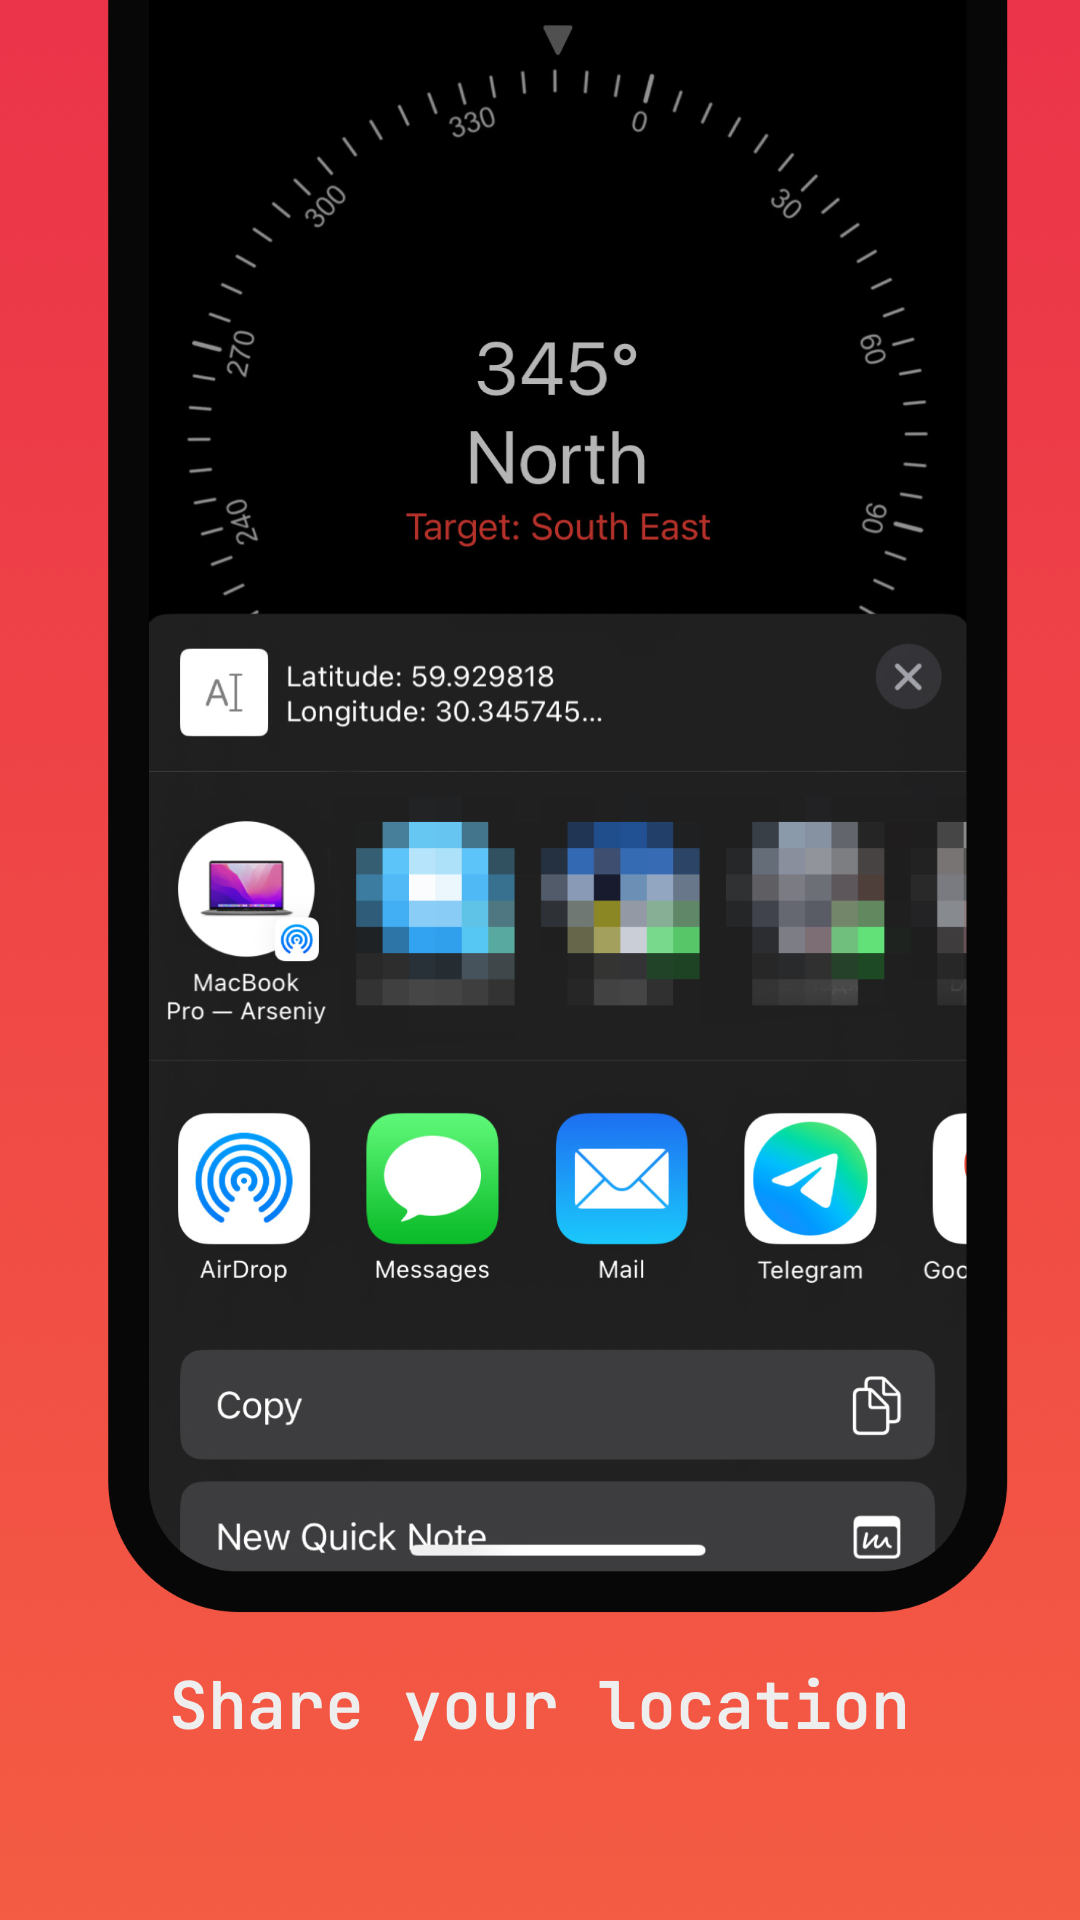 330
0
300
30
270
60
345°
North
240
90
Target: South East
Latitude: 59.929818
Longitude: 30.345745...
MacBook
Pro — Arseniy
AirDrop
Messages
Mail
Telegram
Goo
Copy
New Quick Note
Share your location